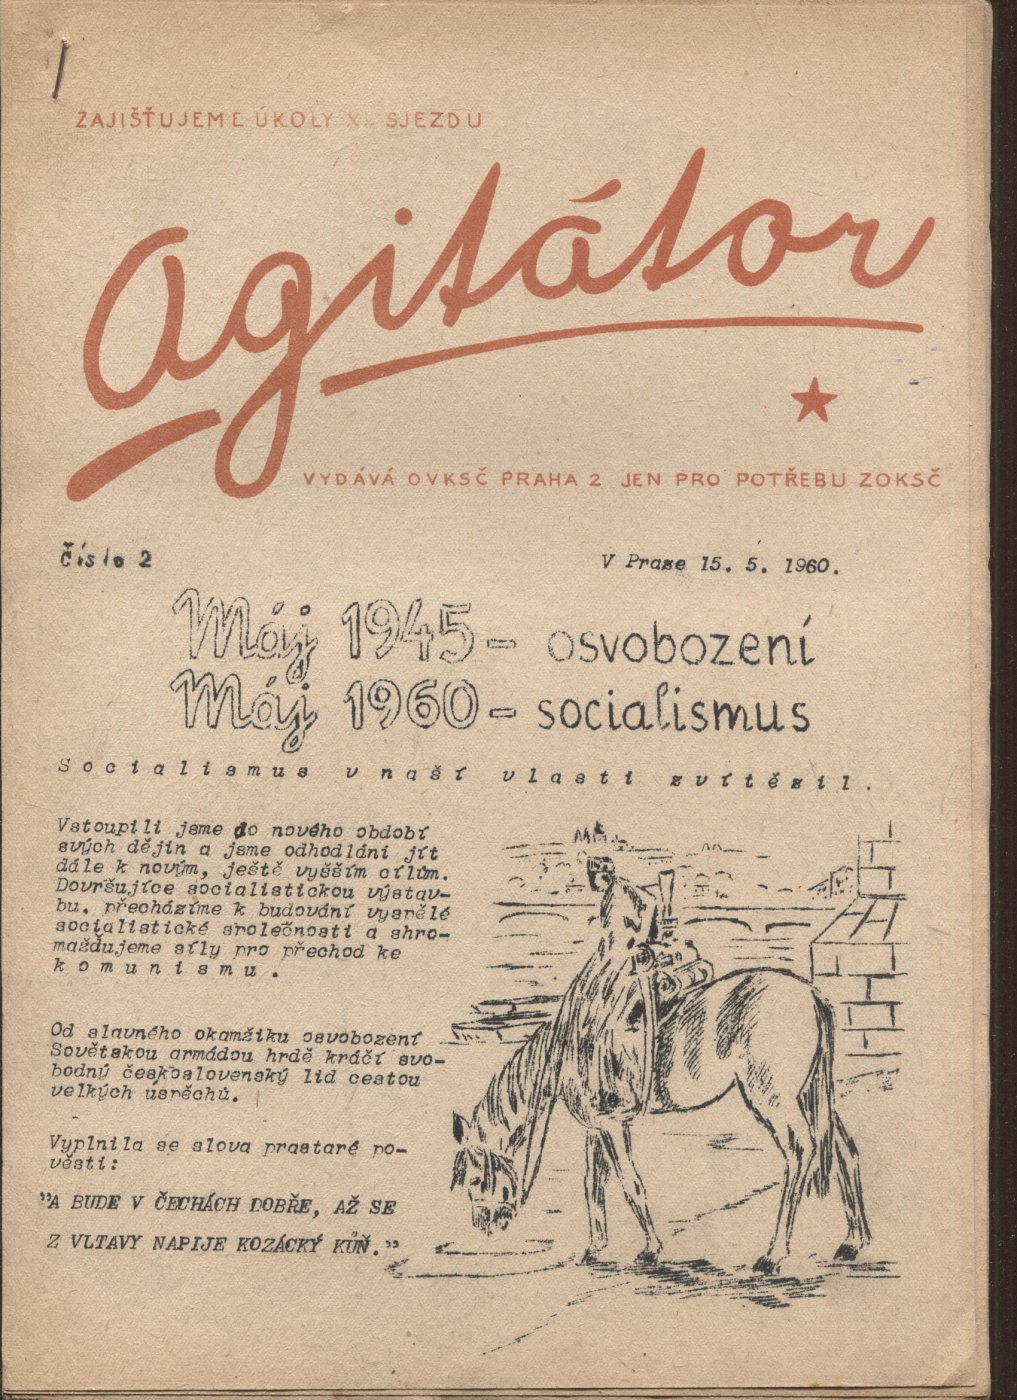 ZAJIŠŤUJEME ÚKOLY XI. SJEZDU
Agitátor
VYDÁVÁ OVKSČ PRAHA 2 JEN PRO POTŘEBU ZOKSČ
číslo 2
V Praze 15. 5. 1960.
Máj 1945 - osvobození
Máj 1960 - socialismus
Socialismus v naší vlasti zvítězil.
Vstoupili jsme do nového období
svých dějin a jsme odhodláni jít
dále k novým, ještě vyšším cílům.
Dovršujíce socialistickou výstav-
bu, přecházíme k budování vyspělé
socialistické společnosti a shro-
mažďujeme síly pro přechod ke
komunismu.
Od slavného okamžiku osvobození
Sovětskou armádou hrdě kráčí svo-
bodný československý lid cestou
velkých úspěchů.
Vyplnila se slova prastaré po-
věsti:
"A BUDE V ČECHÁCH DOBŘE, AŽ SE
Z VLTAVY NAPIJE KOZÁCKÝ KŮŇ."